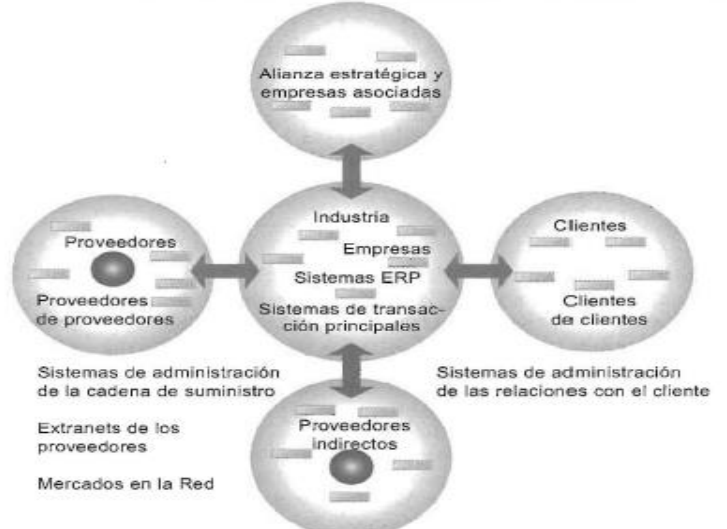 Alianza estratégica y
empresas asociadas
Industria
Empresas
Sistemas ERP
Sistemas de transac-
ción principales
Proveedores
Proveedores
de proveedores
Clientes
Clientes
de clientes
Sistemas de administración
de la cadena de suministro
Extranets de los
proveedores
Mercados en la Red
Sistemas de administración
de las relaciones con el cliente
Proveedores
indirectos